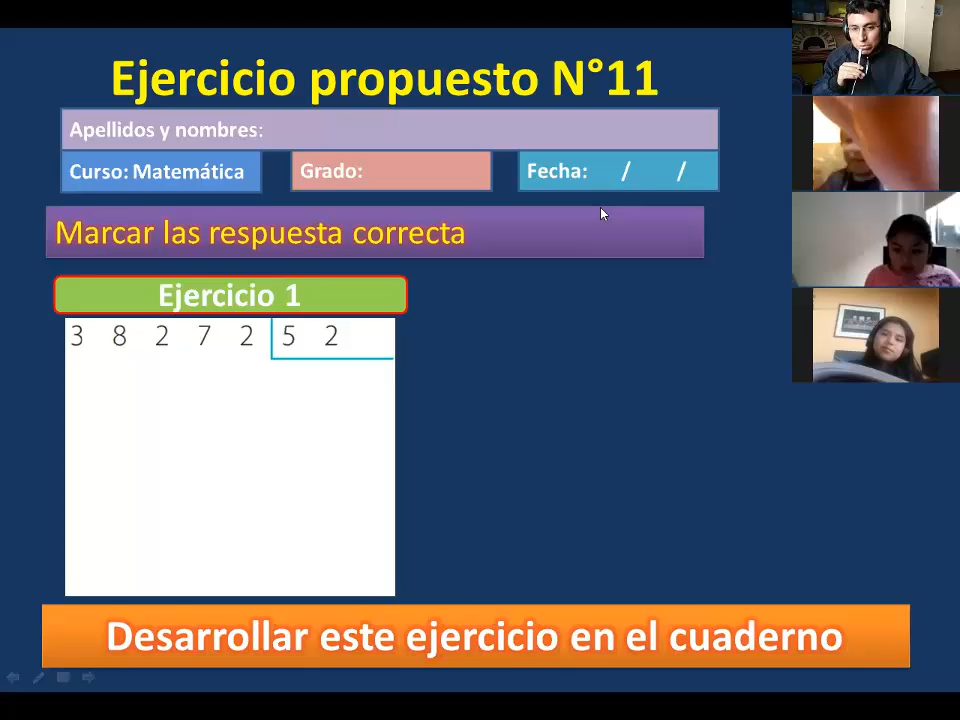 Ejercicio propuesto N°11
Apellidos y nombres:
Curso: Matemática
Grado:
Fecha: / /
Marcar las respuesta correcta
Ejercicio 1
3 8 2 7 2 5 2
Desarrollar este ejercicio en el cuaderno